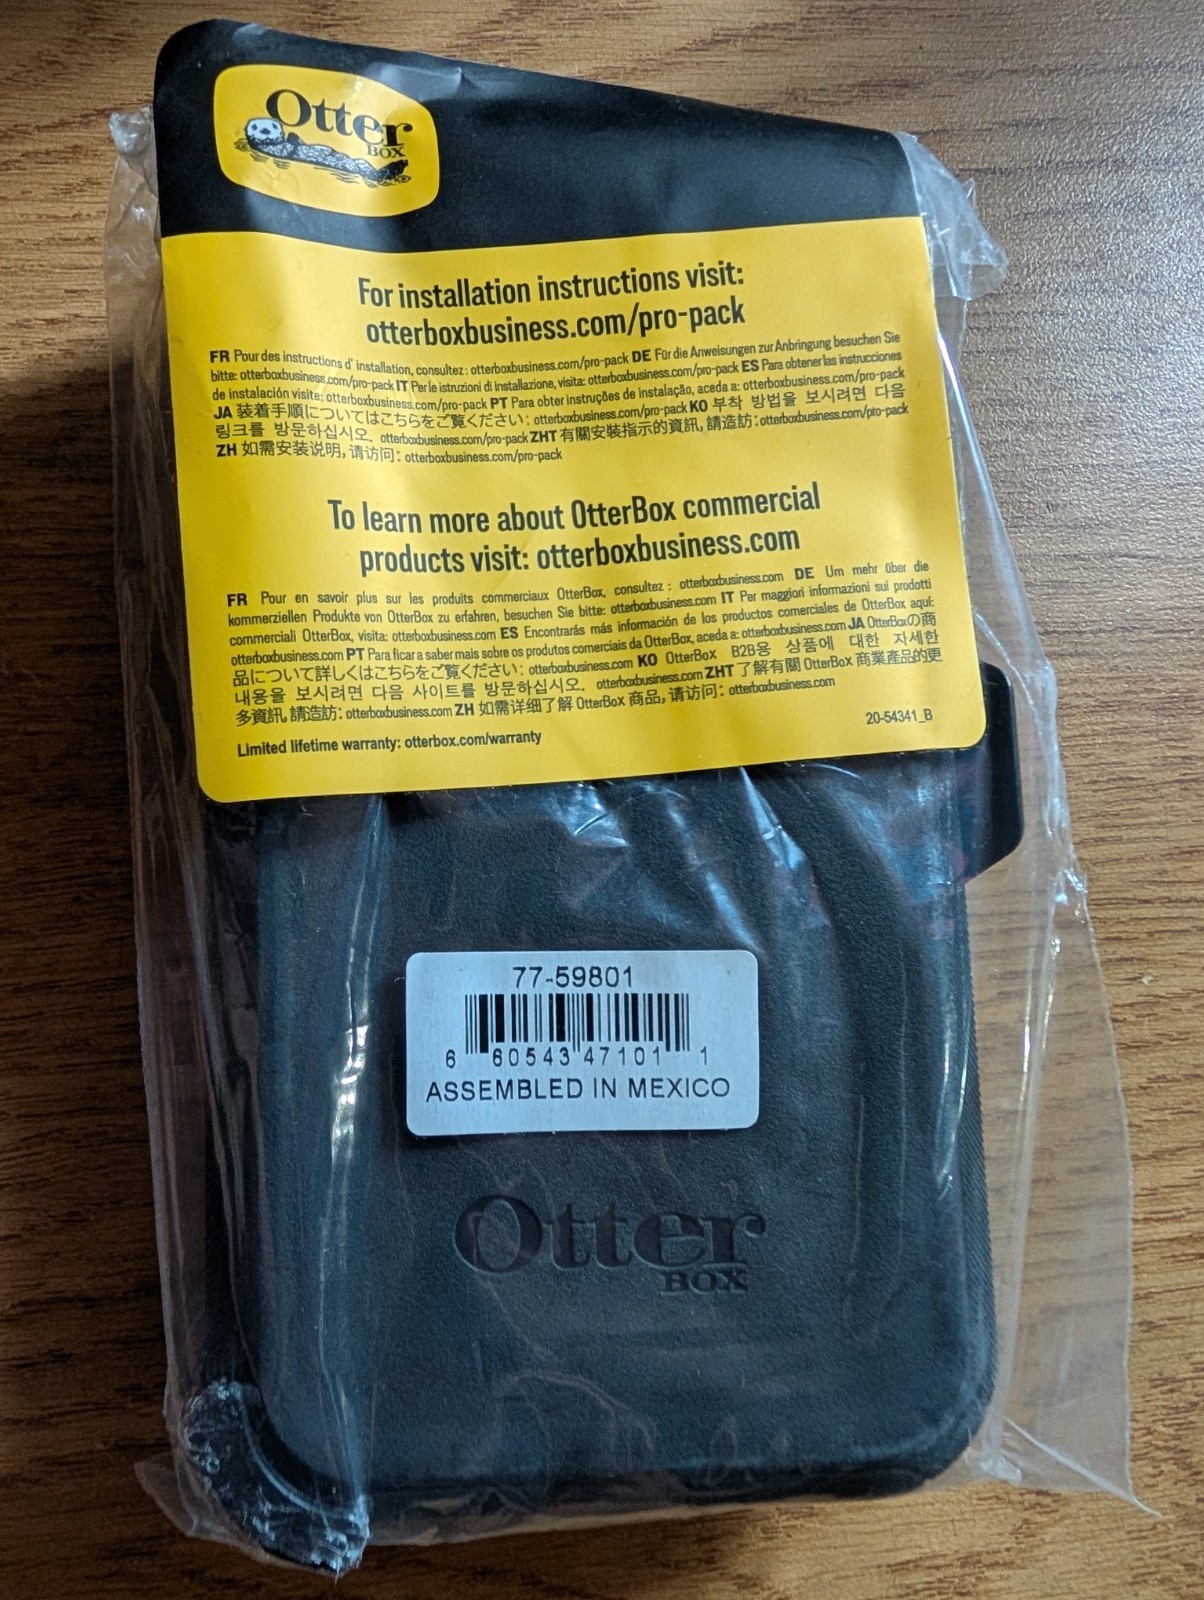 Otter
BOX
For installation instructions visit:
otterboxbusiness.com/pro-pack
FR Pour des instructions d' installation, consultez : otterboxbusiness.com/pro-pack DE Für die Anweisungen zur Anbringung besuchen Sie
bitte: otterboxbusiness.com/pro-pack IT Per le istruzioni di installazione, visita: otterboxbusiness.com/pro-pack ES Para obtener las instrucciones
de instalación visite: otterboxbusiness.com/pro-pack PT Para obter instruções de instalação, aceda a: otterboxbusiness.com/pro-pack
JA 装着手順についてはこちらをご覧ください: otterboxbusiness.com/pro-pack KO 부착 방법을 보시려면 다음
링크를 방문하십시오. otterboxbusiness.com/pro-pack ZHT 有關安裝指示的資訊, 請造訪: otterboxbusiness.com/pro-pack
ZH 如需安装说明, 请访问: otterboxbusiness.com/pro-pack
To learn more about OtterBox commercial
products visit: otterboxbusiness.com
FR Pour en savoir plus sur les produits commerciaux OtterBox, consultez : otterboxbusiness.com DE Um mehr über die
kommerziellen Produkte von OtterBox zu erfahren, besuchen Sie bitte: otterboxbusiness.com IT Per maggiori informazioni sui prodotti
commerciali OtterBox, visita: otterboxbusiness.com ES Encontrarás más información de los productos comerciales de OtterBox aquí:
otterboxbusiness.com PT Para ficar a saber mais sobre os produtos comerciais da OtterBox, aceda a: otterboxbusiness.com JA OtterBoxの商
品について詳しくはこちらをご覧ください: otterboxbusiness.com KO OtterBox B2B용 상품에 대한 자세한
내용을 보시려면 다음 사이트를 방문하십시오. otterboxbusiness.com ZHT 了解有關 OtterBox 商業產品的更
多資訊, 請造訪: otterboxbusiness.com ZH 如需详细了解 OtterBox 商品, 请访问: otterboxbusiness.com
20-54341_B
Limited lifetime warranty: otterbox.com/warranty
77-59801
6 60543 47101 1
ASSEMBLED IN MEXICO
Otter
BOX